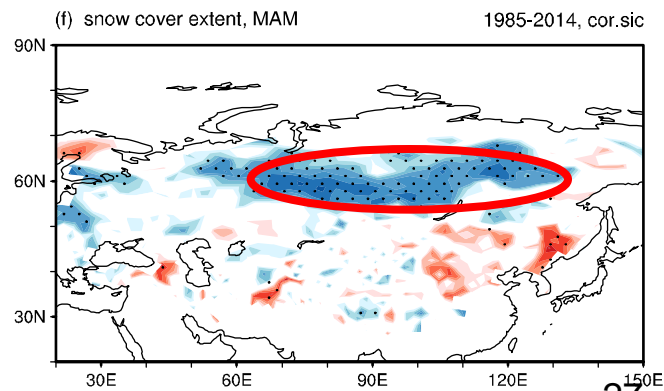 (f) snow cover extent, MAM 1985-2014, cor.sic
90N
60N
30N
30E 60E 90E 120E 150E